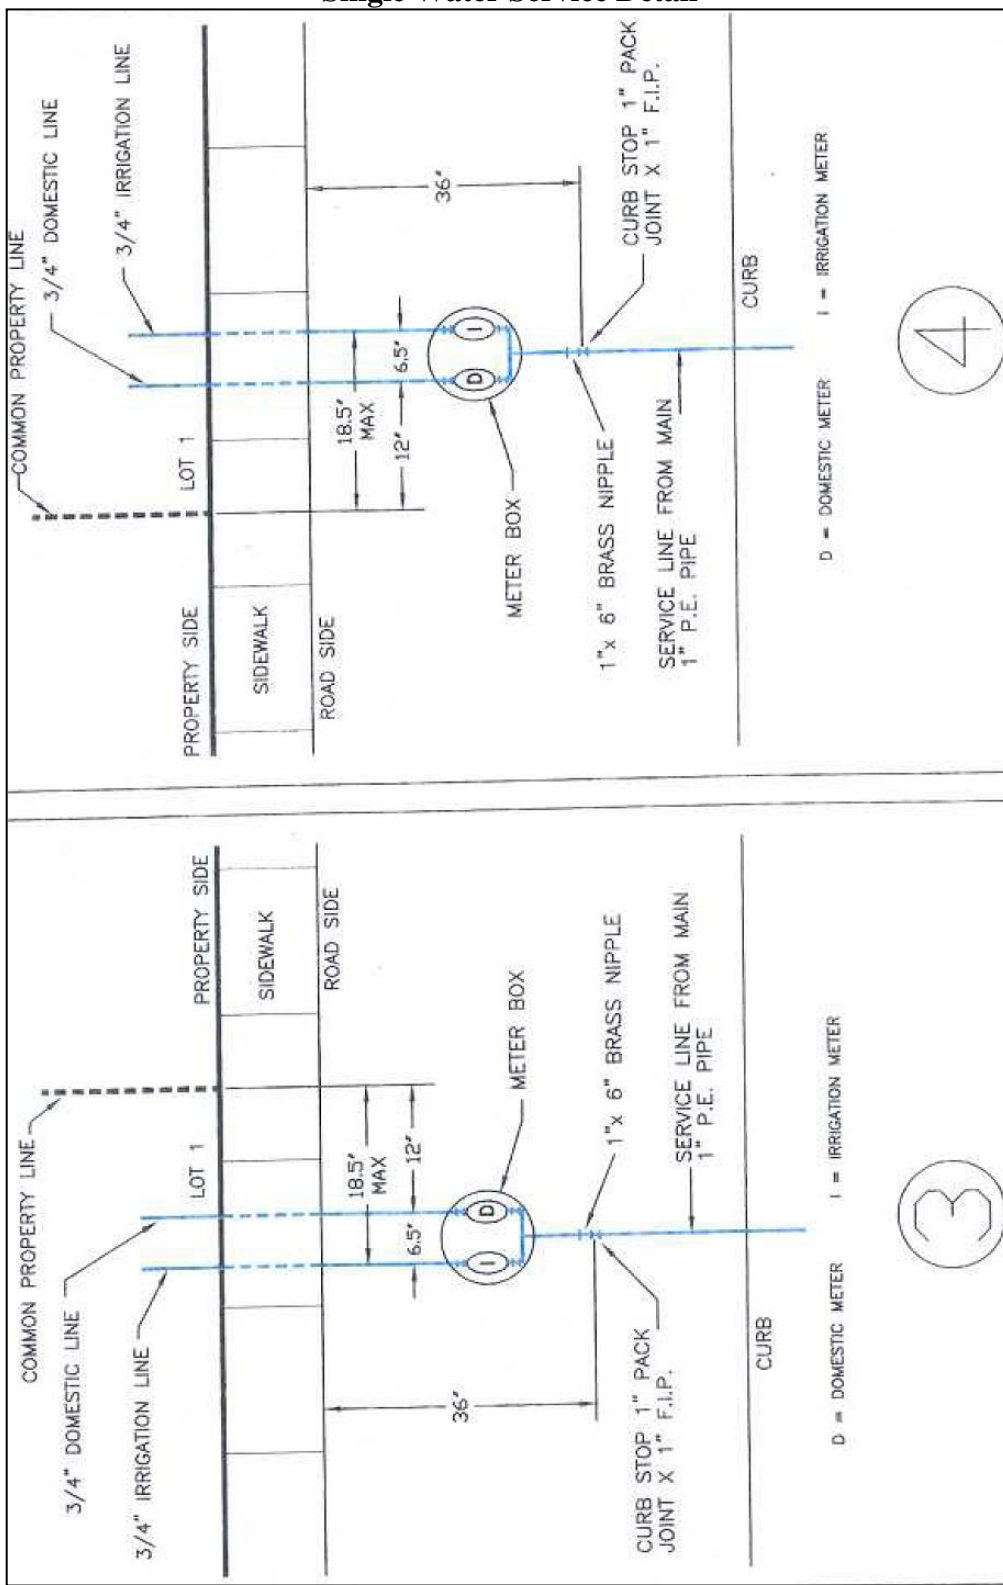 Single Water Service Detail
COMMON PROPERTY LINE
3/4" DOMESTIC LINE
3/4" IRRIGATION LINE
LOT 1
PROPERTY SIDE
SIDEWALK
ROAD SIDE
18.5"
MAX
6.5"
12"
36"
I
D
METER BOX
1"x 6" BRASS NIPPLE
CURB STOP 1" PACK
JOINT X 1" F.I.P.
SERVICE LINE FROM MAIN
1" P.E. PIPE
CURB
D = DOMESTIC METER
I = IRRIGATION METER
3
COMMON PROPERTY LINE
3/4" DOMESTIC LINE
3/4" IRRIGATION LINE
LOT 1
PROPERTY SIDE
SIDEWALK
ROAD SIDE
18.5"
MAX
12"
6.5"
36"
D
I
METER BOX
1"x 6" BRASS NIPPLE
CURB STOP 1" PACK
JOINT X 1" F.I.P.
SERVICE LINE FROM MAIN
1" P.E. PIPE
CURB
D = DOMESTIC METER
I = IRRIGATION METER
4